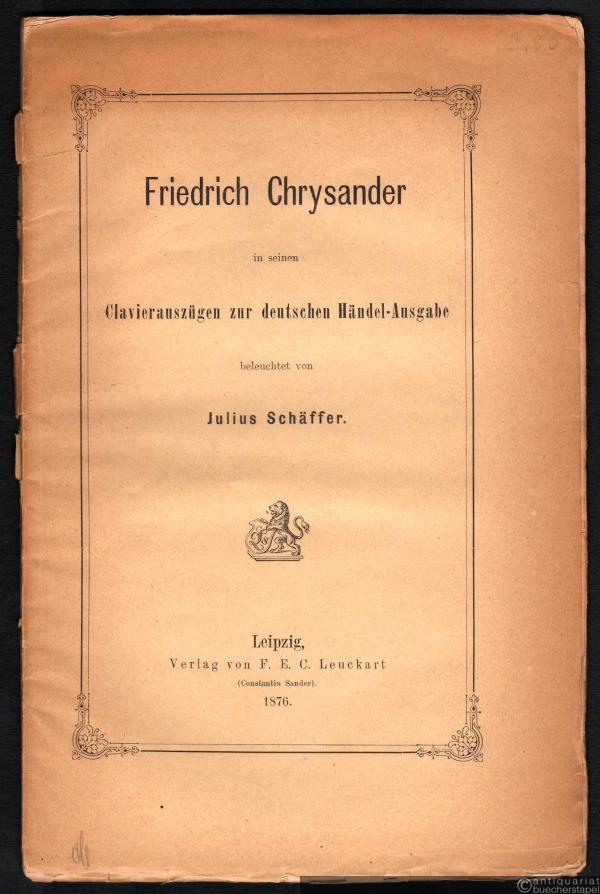 Friedrich Chrysander
in seinen
Clavierauszügen zur deutschen Händel-Ausgabe
beleuchtet von
Julius Schäffer.
Leipzig,
Verlag von F. E. C. Leuckart
(Constantin Sander).
1876.
antiquariat
buecherstapel